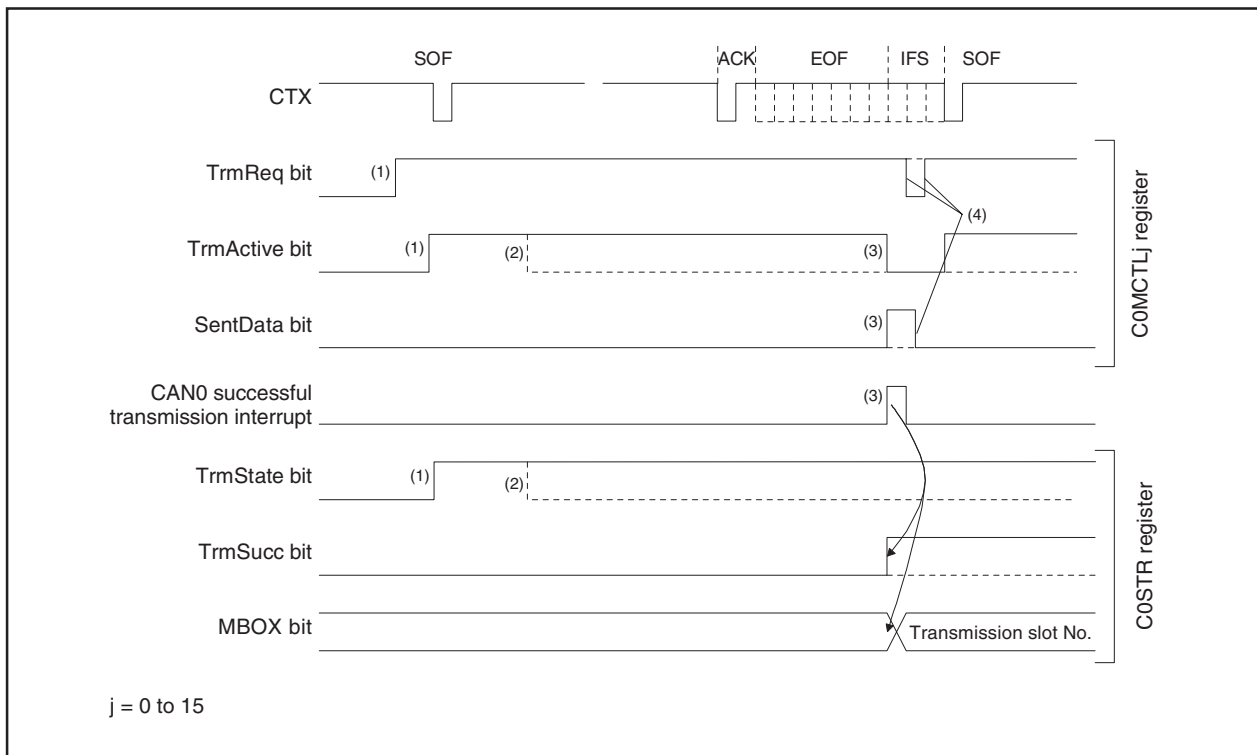 SOF ACK EOF IFS SOF
CTX
TrmReq bit (1)
(4)
TrmActive bit (1) (2) (3)
SentData bit (3)
C0MCTLj register
CAN0 successful
transmission interrupt (3)
TrmState bit (1) (2)
TrmSucc bit
MBOX bit Transmission slot No.
C0STR register
j = 0 to 15